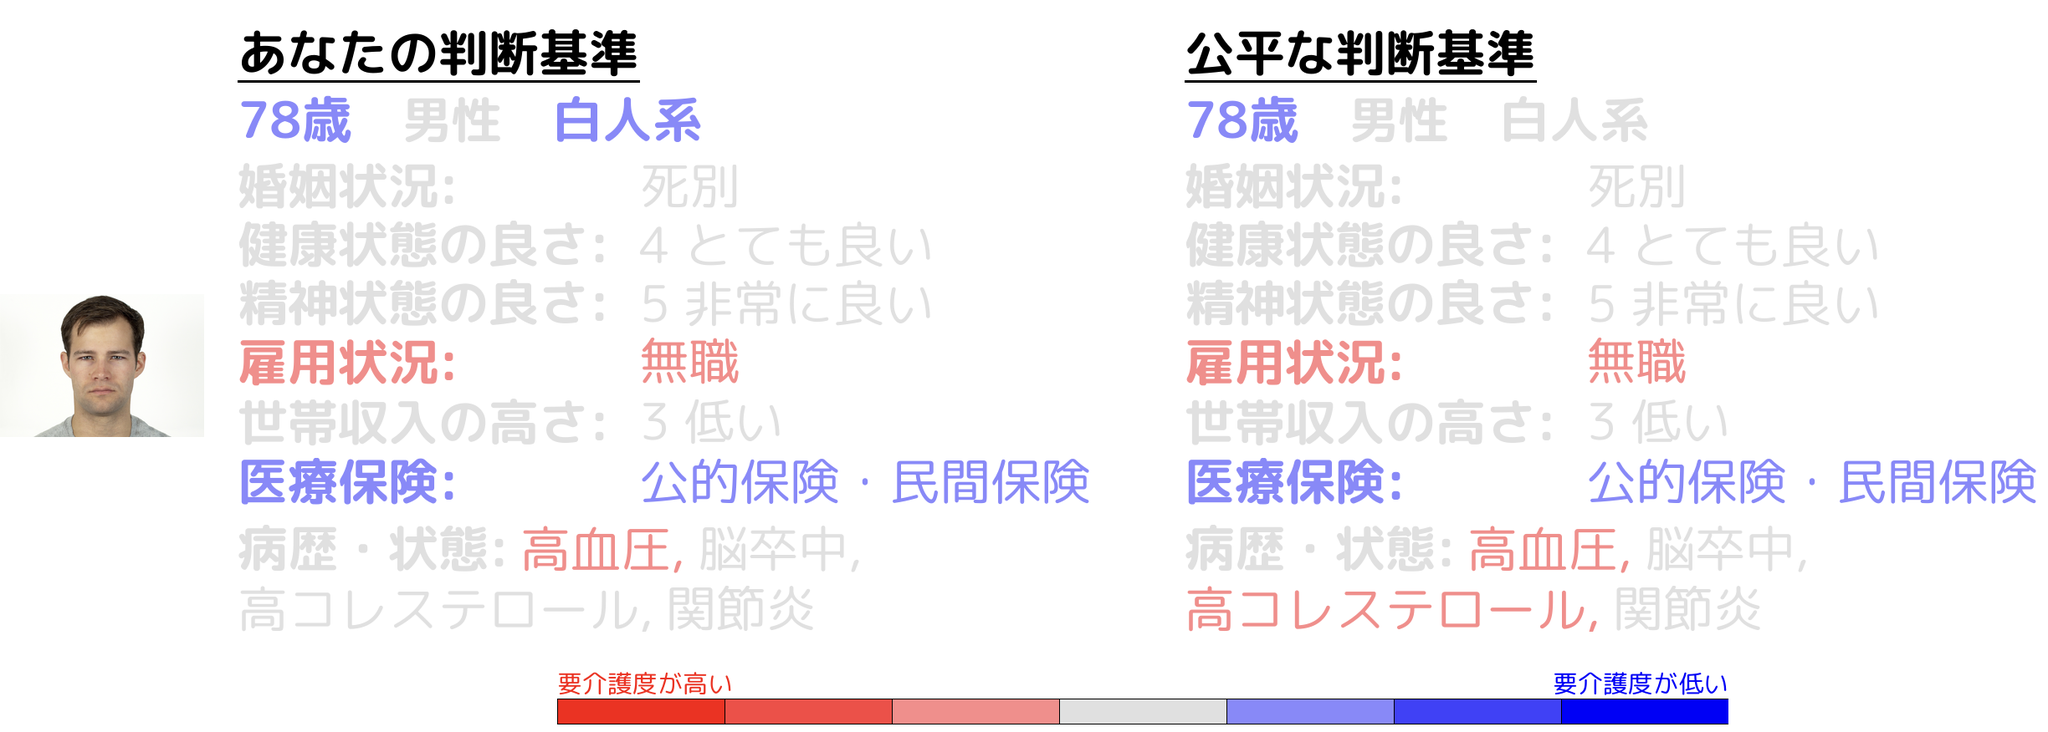 あなたの判断基準
78歳 男性 白人系
婚姻状況: 死別
健康状態の良さ: 4 とても良い
精神状態の良さ: 5 非常に良い
雇用状況: 無職
世帯収入の高さ: 3 低い
医療保険: 公的保険・民間保険
病歴・状態: 高血圧, 脳卒中,
高コレステロール, 関節炎
公平な判断基準
78歳 男性 白人系
婚姻状況: 死別
健康状態の良さ: 4 とても良い
精神状態の良さ: 5 非常に良い
雇用状況: 無職
世帯収入の高さ: 3 低い
医療保険: 公的保険・民間保険
病歴・状態: 高血圧, 脳卒中,
高コレステロール, 関節炎
要介護度が高い
要介護度が低い